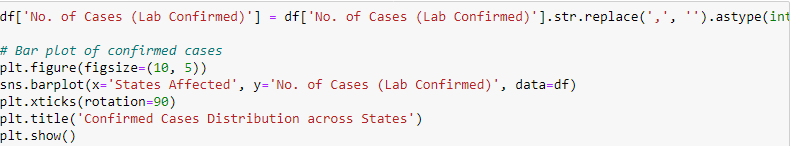 df['No. of Cases (Lab Confirmed)'] = df['No. of Cases (Lab Confirmed)'].str.replace(',', '').astype(int
# Bar plot of confirmed cases
plt.figure(figsize=(10, 5))
sns.barplot(x='States Affected', y='No. of Cases (Lab Confirmed)', data=df)
plt.xticks(rotation=90)
plt.title('Confirmed Cases Distribution across States')
plt.show()